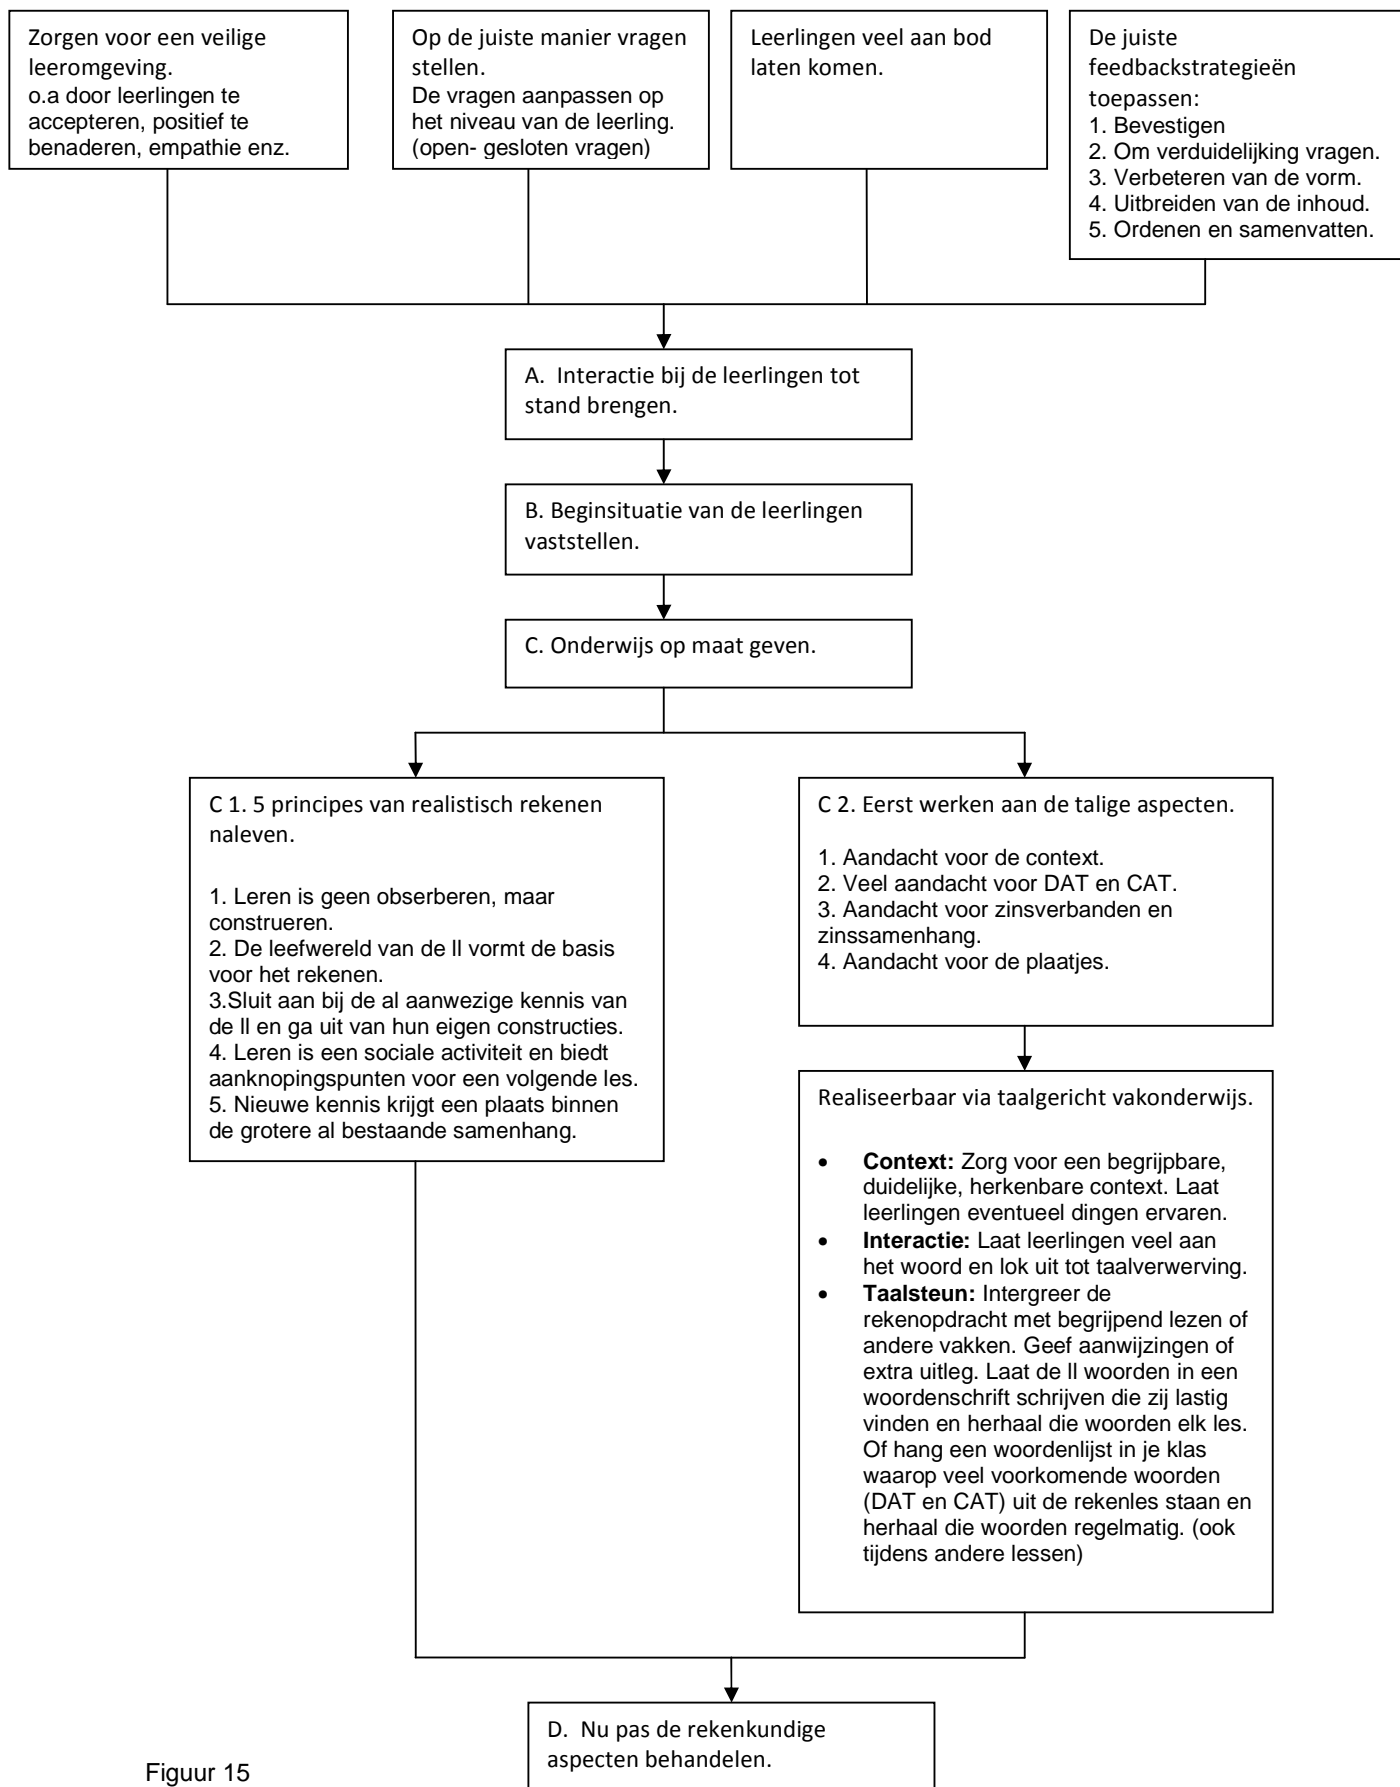 Zorgen voor een veilige
leeromgeving.
o.a door leerlingen te
accepteren, positief te
benaderen, empathie enz.
Op de juiste manier vragen
stellen.
De vragen aanpassen op
het niveau van de leerling.
(open- gesloten vragen)
Leerlingen veel aan bod
laten komen.
De juiste
feedbackstrategieën
toepassen:
1. Bevestigen
2. Om verduidelijking vragen.
3. Verbeteren van de vorm.
4. Uitbreiden van de inhoud.
5. Ordenen en samenvatten.
A. Interactie bij de leerlingen tot
stand brengen.
B. Beginsituatie van de leerlingen
vaststellen.
C. Onderwijs op maat geven.
C 1. 5 principes van realistisch rekenen
naleven.
1. Leren is geen obserberen, maar
construeren.
2. De leefwereld van de ll vormt de basis
voor het rekenen.
3.Sluit aan bij de al aanwezige kennis van
de ll en ga uit van hun eigen constructies.
4. Leren is een sociale activiteit en biedt
aanknopingspunten voor een volgende les.
5. Nieuwe kennis krijgt een plaats binnen
de grotere al bestaande samenhang.
C 2. Eerst werken aan de talige aspecten.
1. Aandacht voor de context.
2. Veel aandacht voor DAT en CAT.
3. Aandacht voor zinsverbanden en
zinssamenhang.
4. Aandacht voor de plaatjes.
Realiseerbaar via taalgericht vakonderwijs.
• Context: Zorg voor een begrijpbare,
duidelijke, herkenbare context. Laat
leerlingen eventueel dingen ervaren.
• Interactie: Laat leerlingen veel aan
het woord en lok uit tot taalverwerving.
• Taalsteun: Intergreer de
rekenopdracht met begrijpend lezen of
andere vakken. Geef aanwijzingen of
extra uitleg. Laat de ll woorden in een
woordenschrift schrijven die zij lastig
vinden en herhaal die woorden elk les.
Of hang een woordenlijst in je klas
waarop veel voorkomende woorden
(DAT en CAT) uit de rekenles staan en
herhaal die woorden regelmatig. (ook
tijdens andere lessen)
D. Nu pas de rekenkundige
aspecten behandelen.
Figuur 15